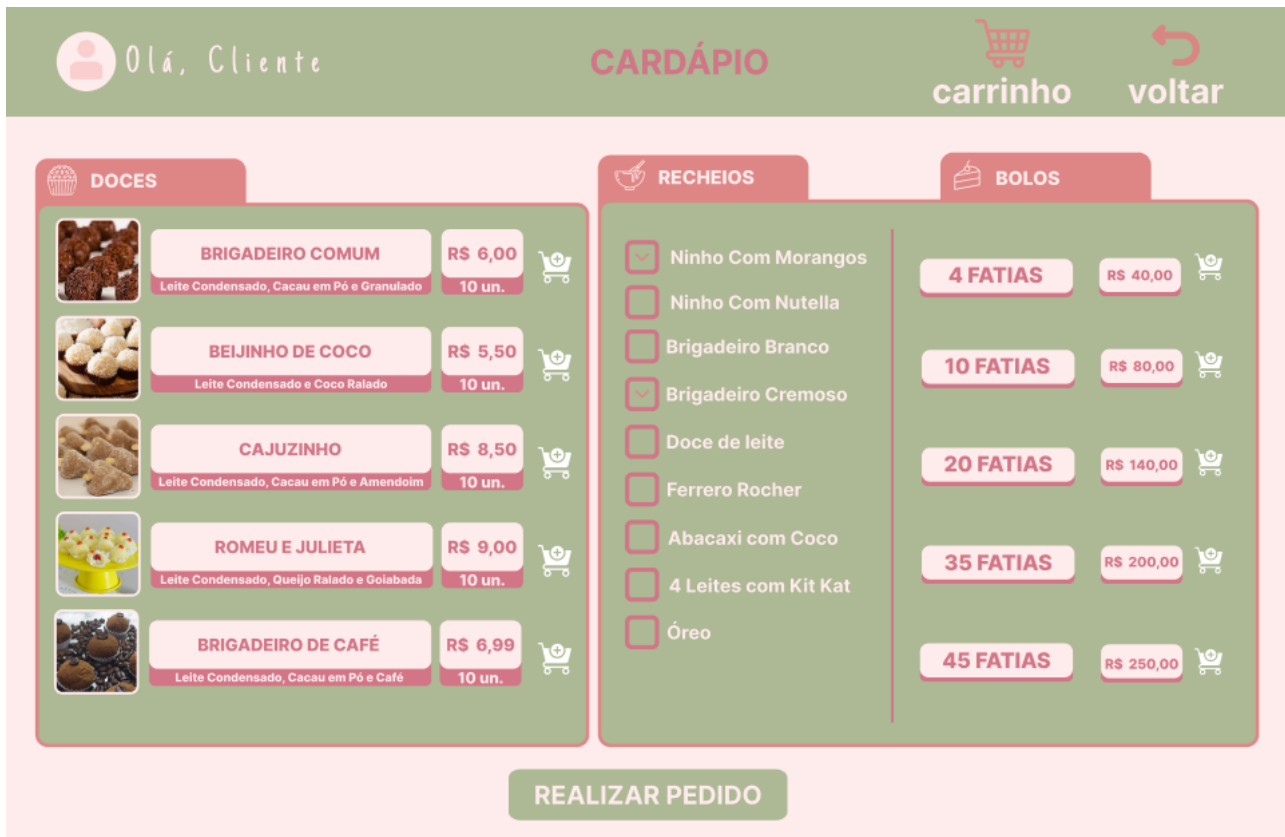 Olá, Cliente
CARDÁPIO
carrinho
voltar
DOCES
BRIGADEIRO COMUM
Leite Condensado, Cacau em Pó e Granulado
R$ 6,00
10 un.
BEIJINHO DE COCO
Leite Condensado e Coco Ralado
R$ 5,50
10 un.
CAJUZINHO
Leite Condensado, Cacau em Pó e Amendoim
R$ 8,50
10 un.
ROMEU E JULIETA
Leite Condensado, Queijo Ralado e Goiabada
R$ 9,00
10 un.
BRIGADEIRO DE CAFÉ
Leite Condensado, Cacau em Pó e Café
R$ 6,99
10 un.
RECHEIOS
Ninho Com Morangos
Ninho Com Nutella
Brigadeiro Branco
Brigadeiro Cremoso
Doce de leite
Ferrero Rocher
Abacaxi com Coco
4 Leites com Kit Kat
Óreo
BOLOS
4 FATIAS
R$ 40,00
10 FATIAS
R$ 80,00
20 FATIAS
R$ 140,00
35 FATIAS
R$ 200,00
45 FATIAS
R$ 250,00
REALIZAR PEDIDO